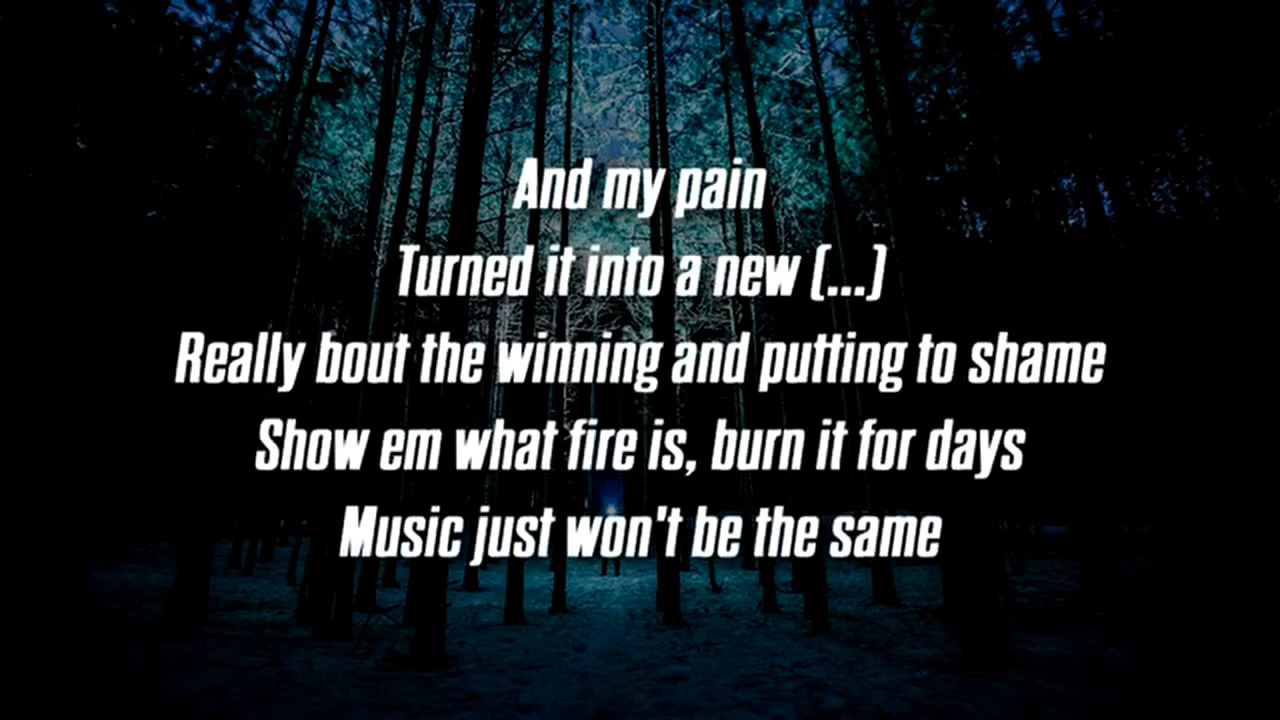 And my pain
Turned it into a new (...)
Really bout the winning and putting to shame
Show em what fire is, burn it for days
Music just won't be the same